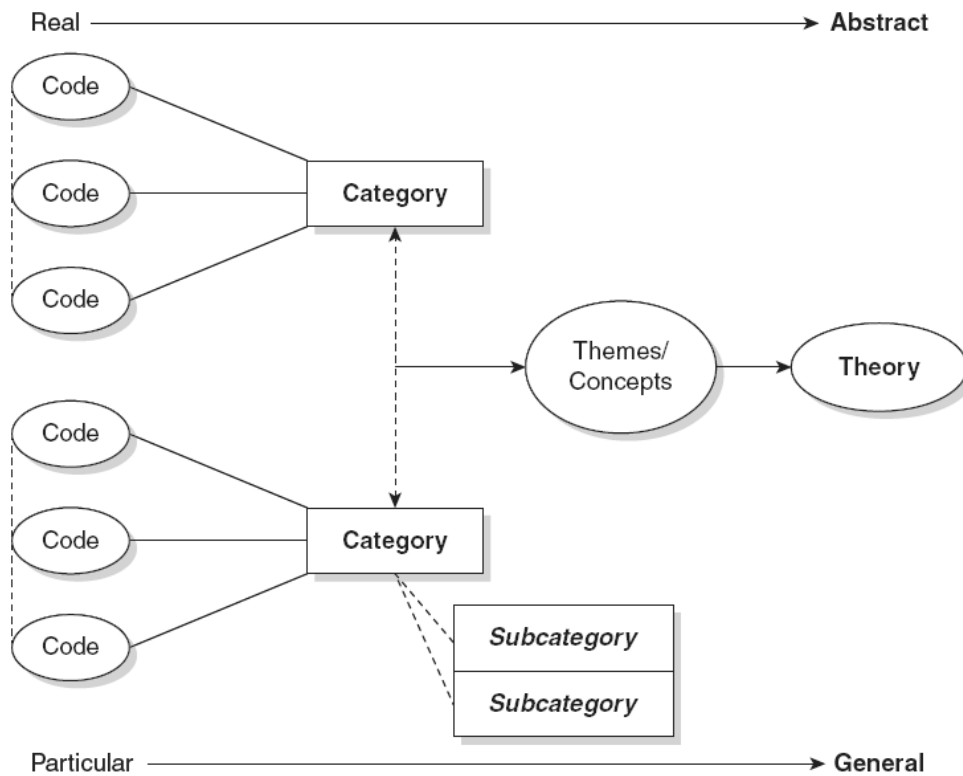 Real
Abstract
Code
Code
Category
Code
Themes/
Concepts
Theory
Code
Code
Category
Code
Subcategory
Subcategory
Particular
General